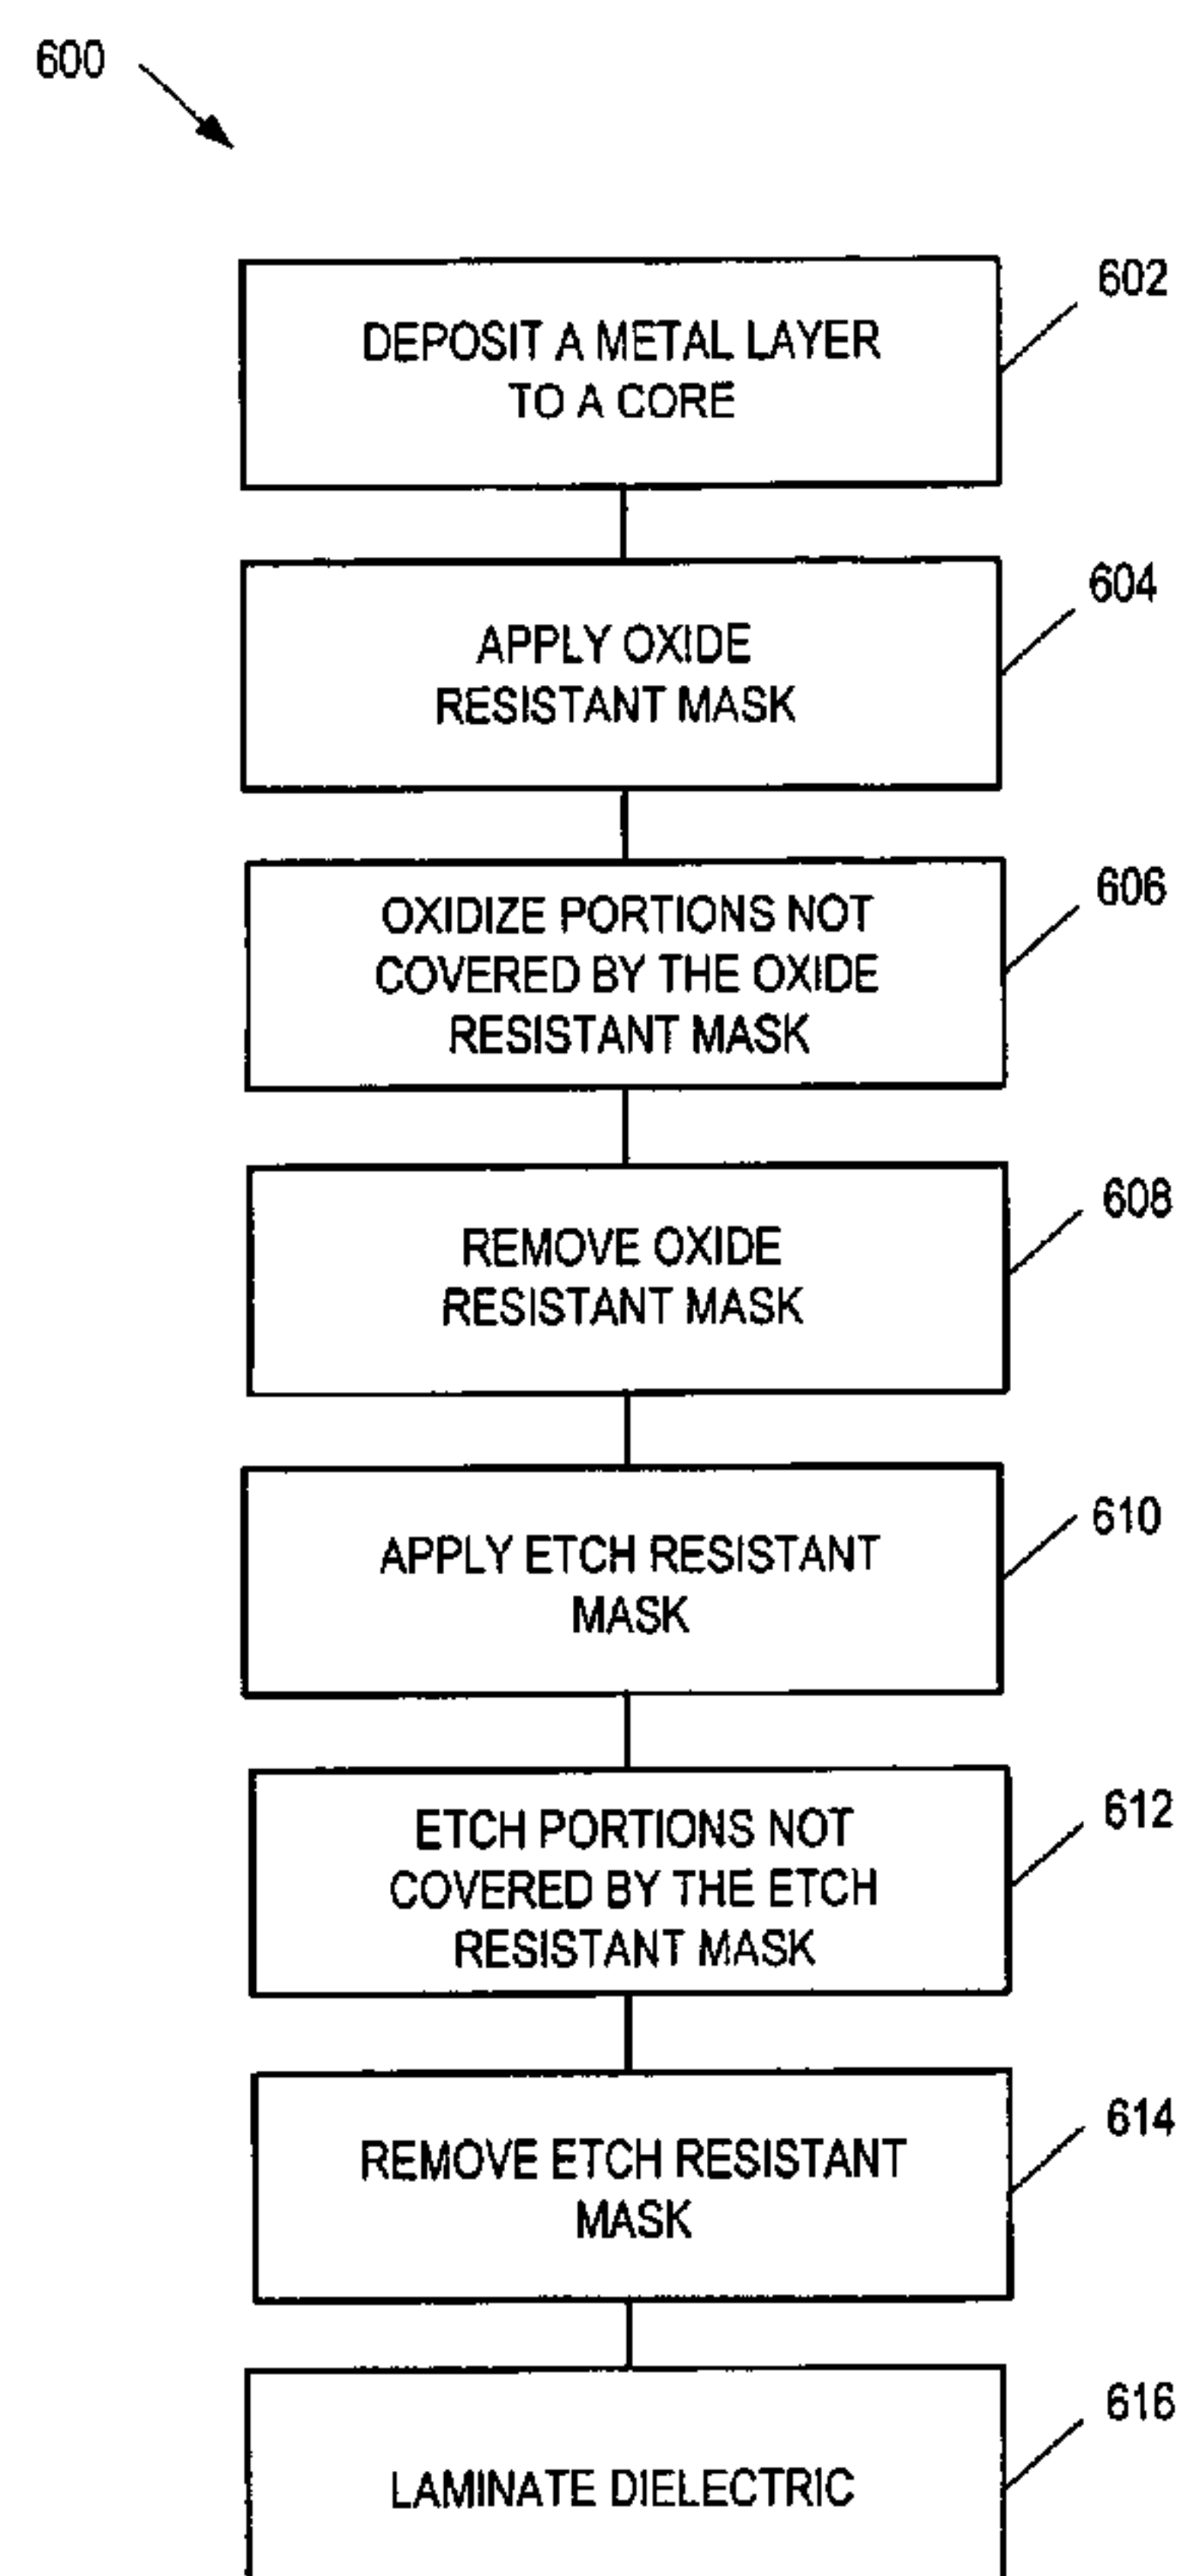 600
602
DEPOSIT A METAL LAYER
TO A CORE
604
APPLY OXIDE
RESISTANT MASK
606
OXIDIZE PORTIONS NOT
COVERED BY THE OXIDE
RESISTANT MASK
608
REMOVE OXIDE
RESISTANT MASK
610
APPLY ETCH RESISTANT
MASK
612
ETCH PORTIONS NOT
COVERED BY THE ETCH
RESISTANT MASK
614
REMOVE ETCH RESISTANT
MASK
616
LAMINATE DIELECTRIC